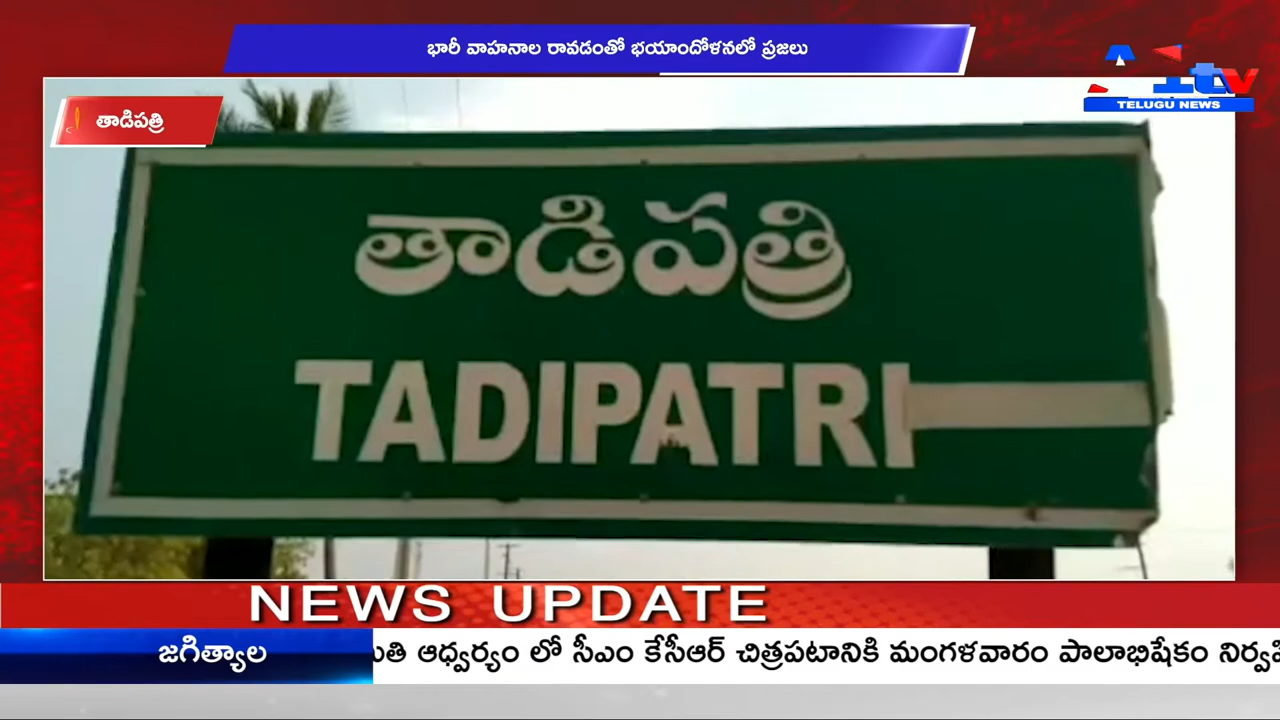 భారీ వాహనాల రావడంతో భయాందోళనలో ప్రజలు
తాడిపత్రి
TELUGU NEWS
తాడిపత్రి
TADIPATRI
NEWS UPDATE
జగిత్యాల
ఆధ్వర్యం లో సీఎం కేసీఆర్ చిత్రపటానికి మంగళవారం పాలాభిషేకం